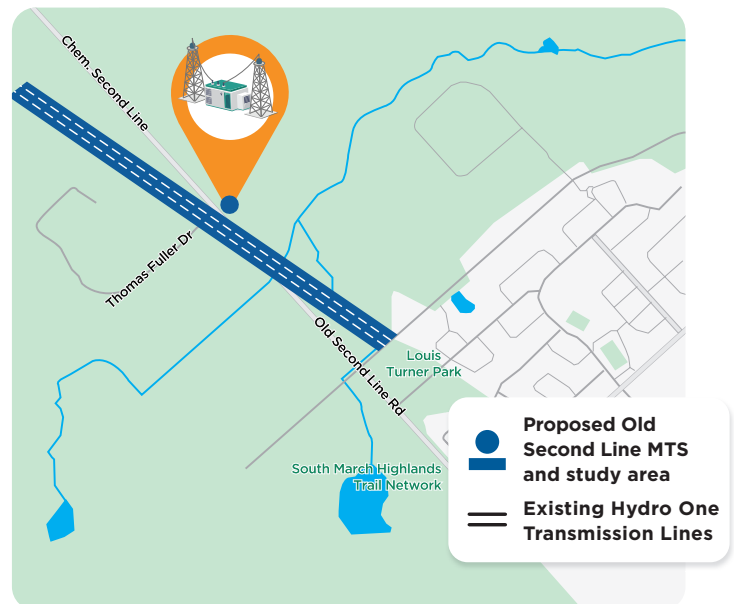 Chem. Second Line
Thomas Fuller Dr
Old Second Line Rd
Louis
Turner Park
South March Highlands
Trail Network
Proposed Old
Second Line MTS
and study area
Existing Hydro One
Transmission Lines